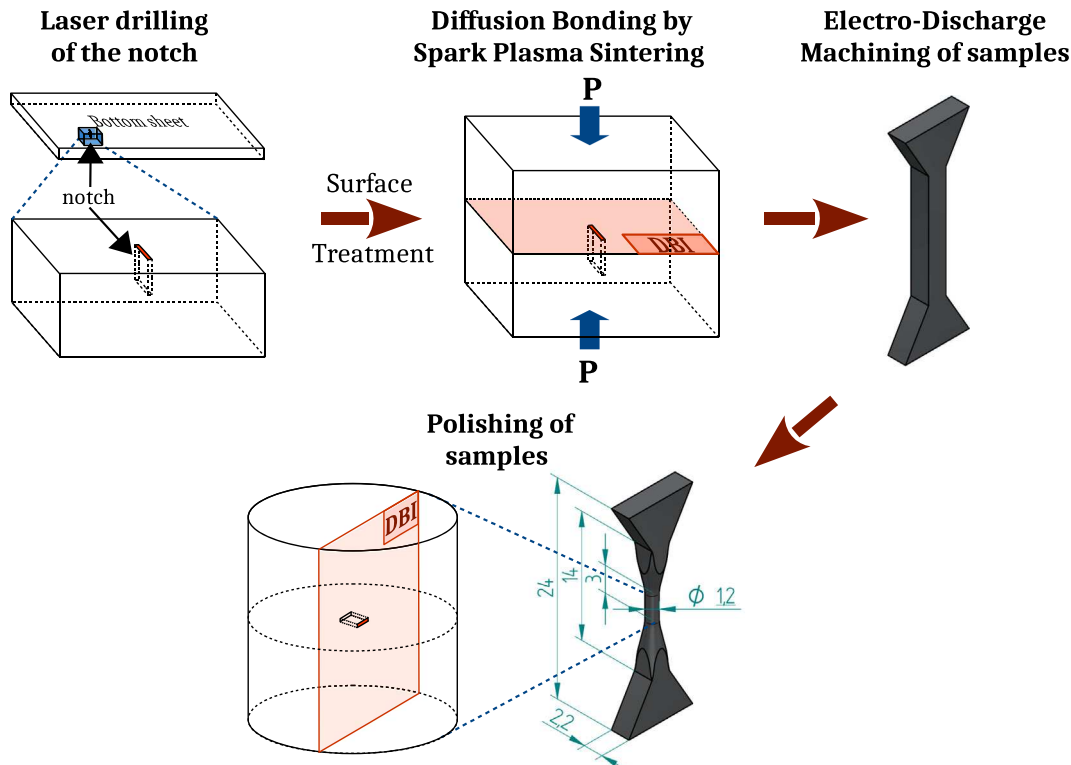 Laser drilling
of the notch
Diffusion Bonding by
Spark Plasma Sintering
Electro-Discharge
Machining of samples
P
Bottom sheet
notch
Surface
Treatment
DBI
P
Polishing of
samples
DBI
24
14
3
ϕ 1,2
2,2